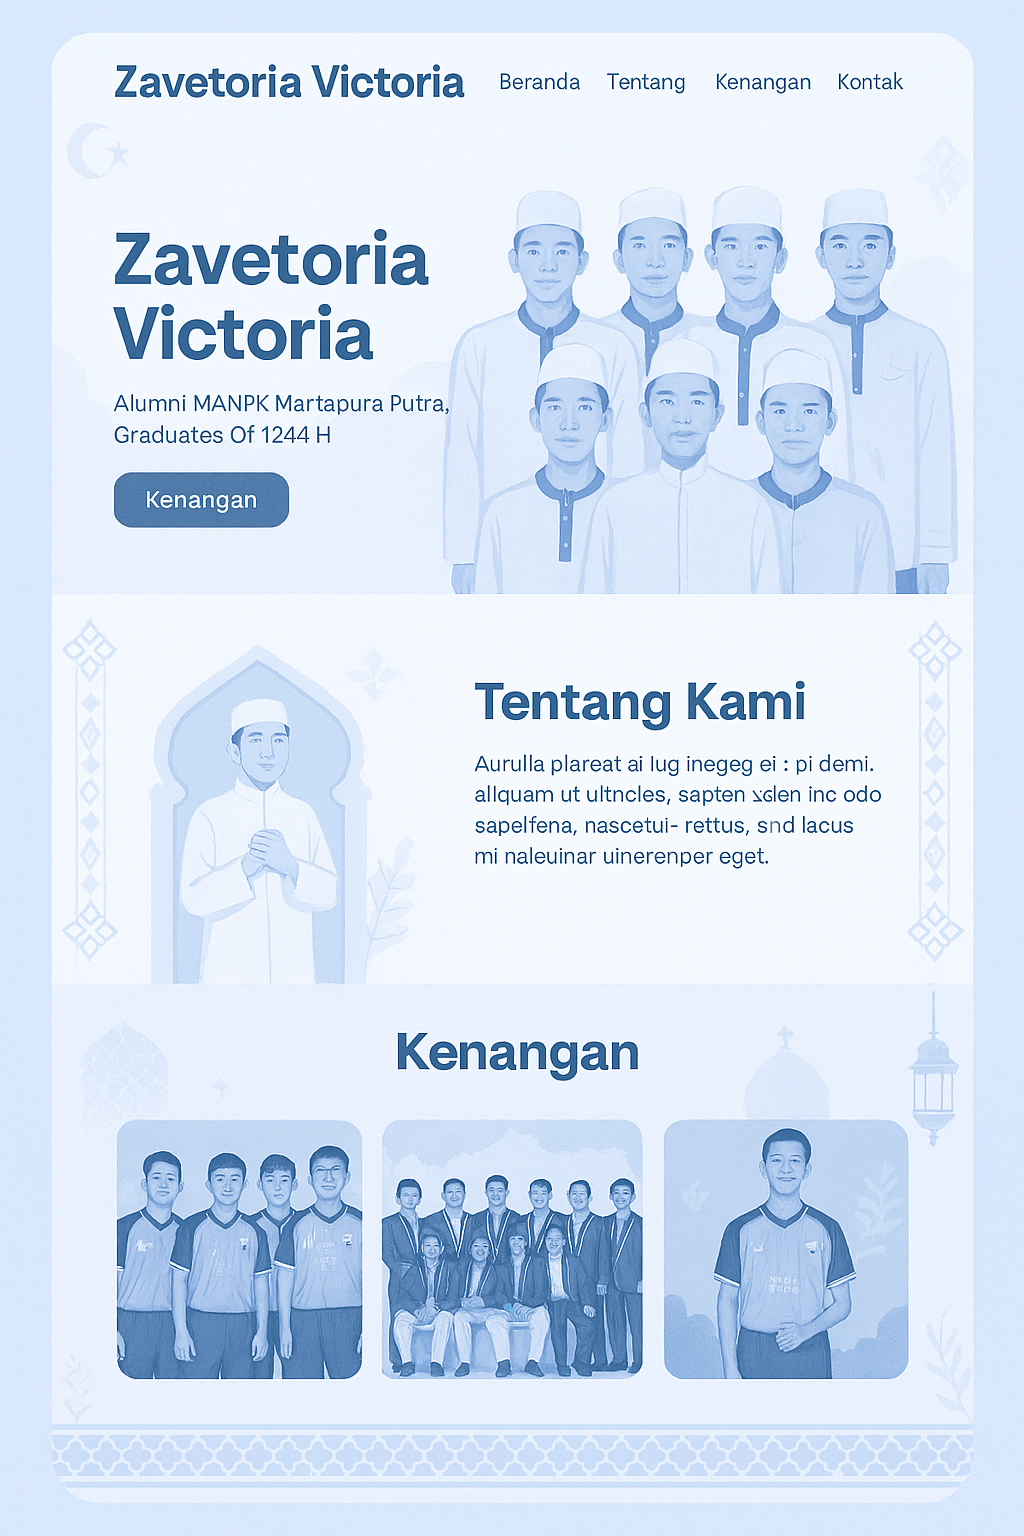 Zavetoria Victoria
Beranda Tentang Kenangan Kontak
Zavetoria
Victoria
Alumni MANPK Martapura Putra,
Graduates Of 1244 H
Kenangan
Tentang Kami
Aurulla plareat ai lug inegeg ei : pi demi.
allquam ut ultncles, sapten inc odo
sapelfena, nascetui- rettus, snd lacus
mi naleuinar uinerenper eget.
Kenangan